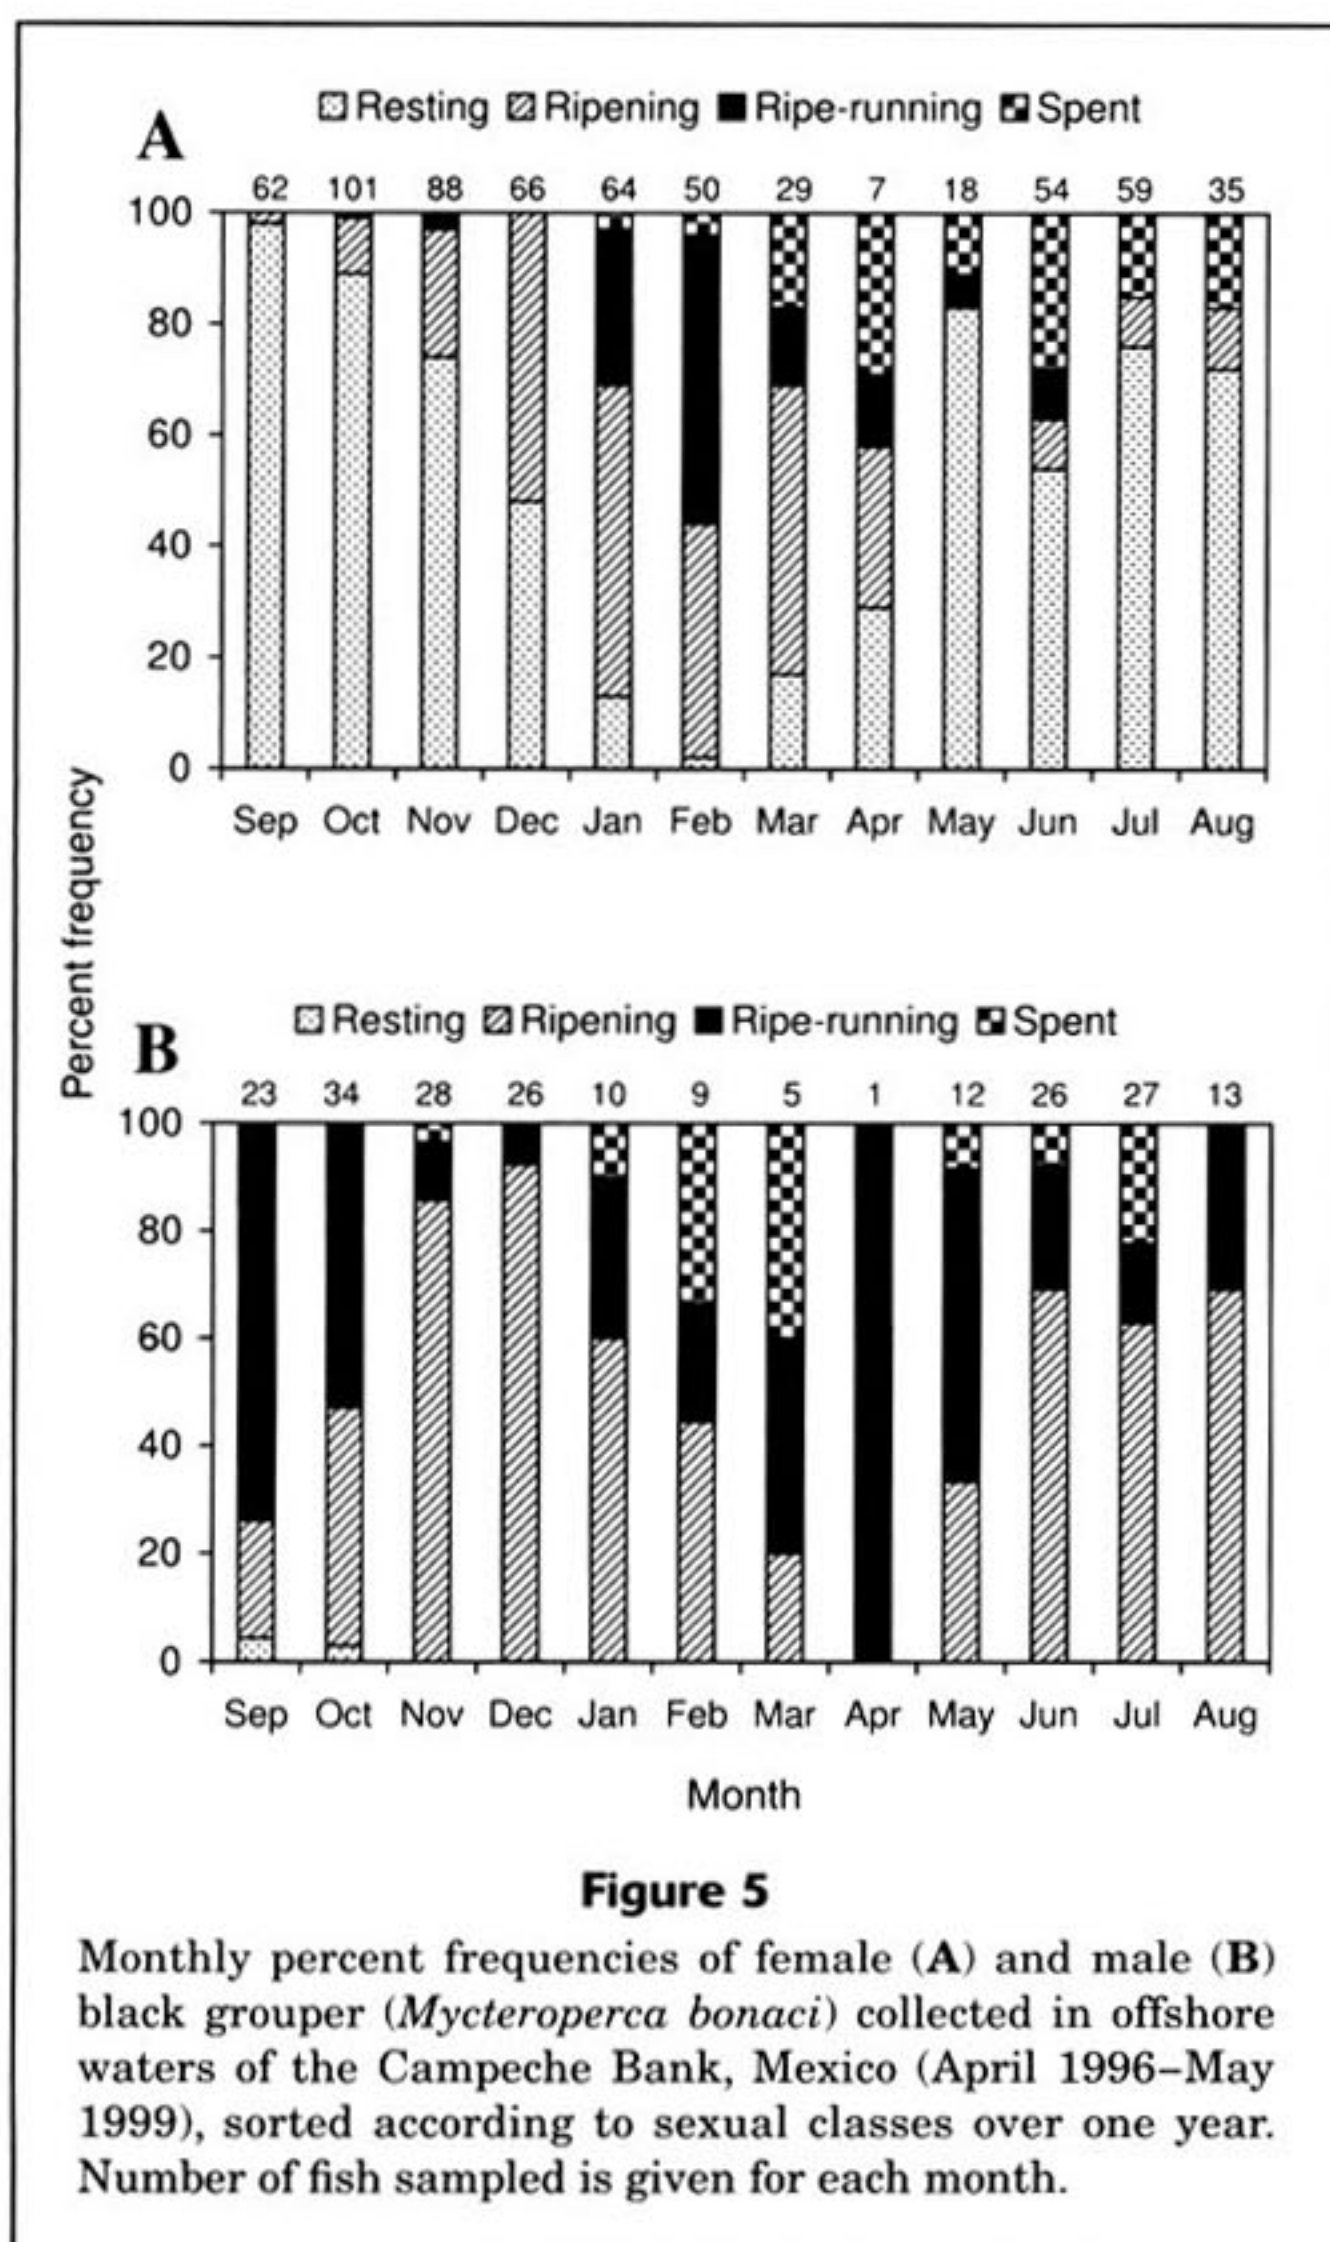 A
Resting Ripening Ripe-running Spent
62 101 88 66 64 50 29 7 18 54 59 35
100
80
60
40
20
0
Sep Oct Nov Dec Jan Feb Mar Apr May Jun Jul Aug
Percent frequency
B
Resting Ripening Ripe-running Spent
23 34 28 26 10 9 5 1 12 26 27 13
100
80
60
40
20
0
Sep Oct Nov Dec Jan Feb Mar Apr May Jun Jul Aug
Month
Figure 5
Monthly percent frequencies of female (A) and male (B)
black grouper (Mycteroperca bonaci) collected in offshore
waters of the Campeche Bank, Mexico (April 1996–May
1999), sorted according to sexual classes over one year.
Number of fish sampled is given for each month.